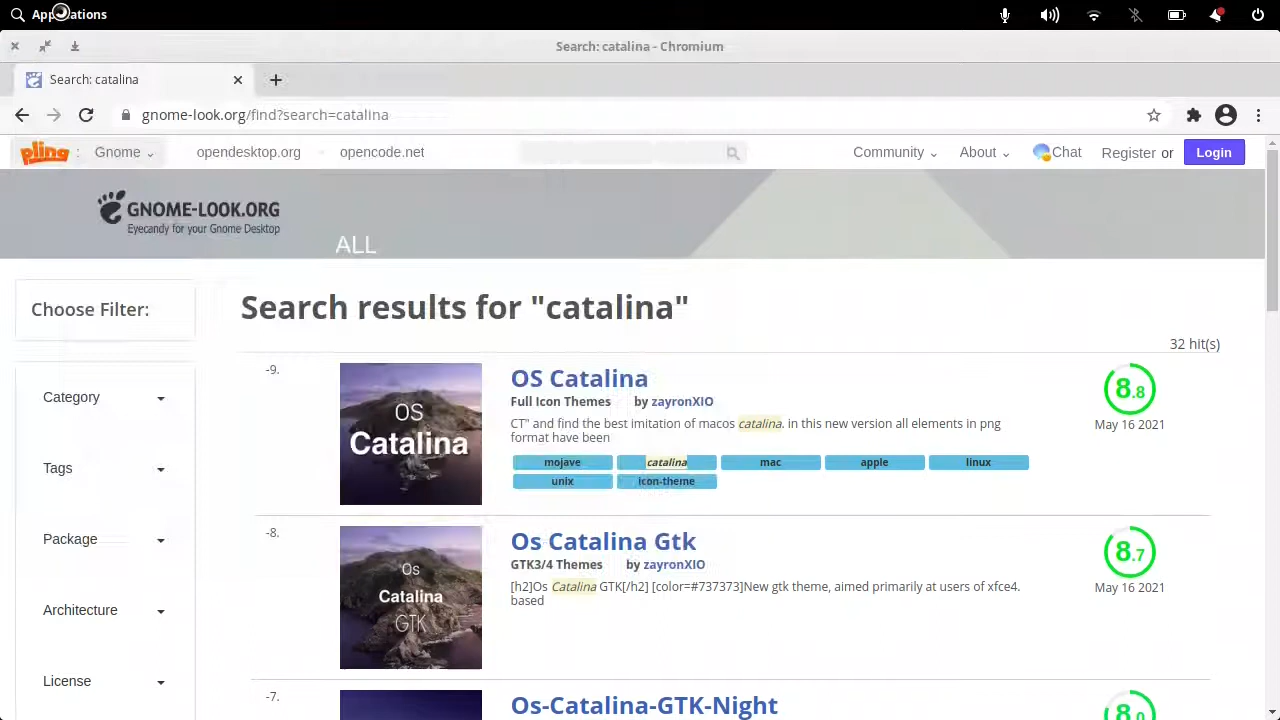 Applications
Search: catalina - Chromium
Search: catalina
gnome-look.org/find?search=catalina
pling : Gnome opendesktop.org opencode.net Community About Chat Register or Login
GNOME-LOOK.ORG
Eyecandy for your Gnome Desktop
ALL
Choose Filter:
Category
Tags
Package
Architecture
License
Search results for "catalina"
32 hit(s)
-9.
OS
Catalina
OS Catalina
Full Icon Themes by zayronXIO
CT" and find the best imitation of macos catalina. in this new version all elements in png
format have been
mojave catalina mac apple linux
unix icon-theme
8.8
May 16 2021
-8.
Os
Catalina
GTK
Os Catalina Gtk
GTK3/4 Themes by zayronXIO
[h2]Os Catalina GTK[/h2] [color=#737373]New gtk theme, aimed primarily at users of xfce4.
based
8.7
May 16 2021
-7.
Os-Catalina-GTK-Night
8.0